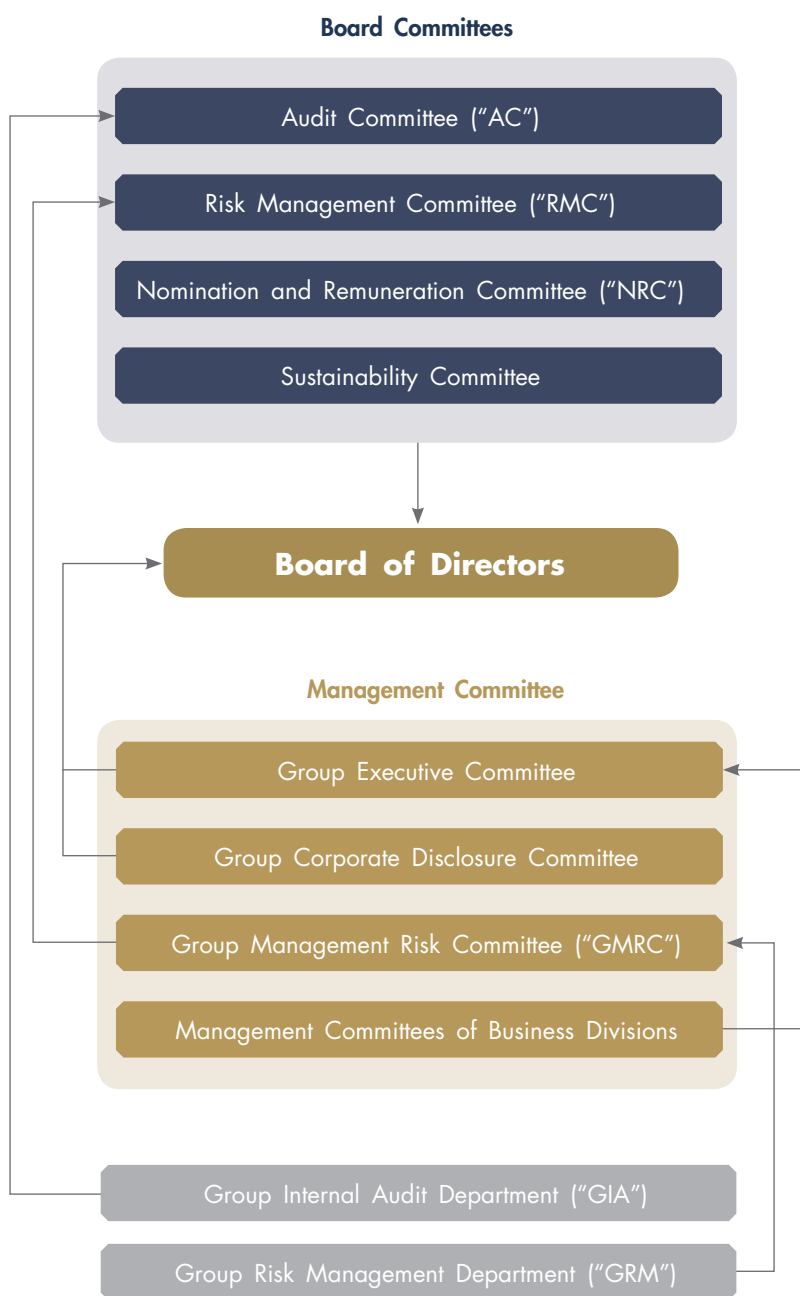 Board Committees
Audit Committee (“AC”)
Risk Management Committee (“RMC”)
Nomination and Remuneration Committee (“NRC”)
Sustainability Committee
Board of Directors
Management Committee
Group Executive Committee
Group Corporate Disclosure Committee
Group Management Risk Committee (“GMRC”)
Management Committees of Business Divisions
Group Internal Audit Department (“GIA”)
Group Risk Management Department (“GRM”)